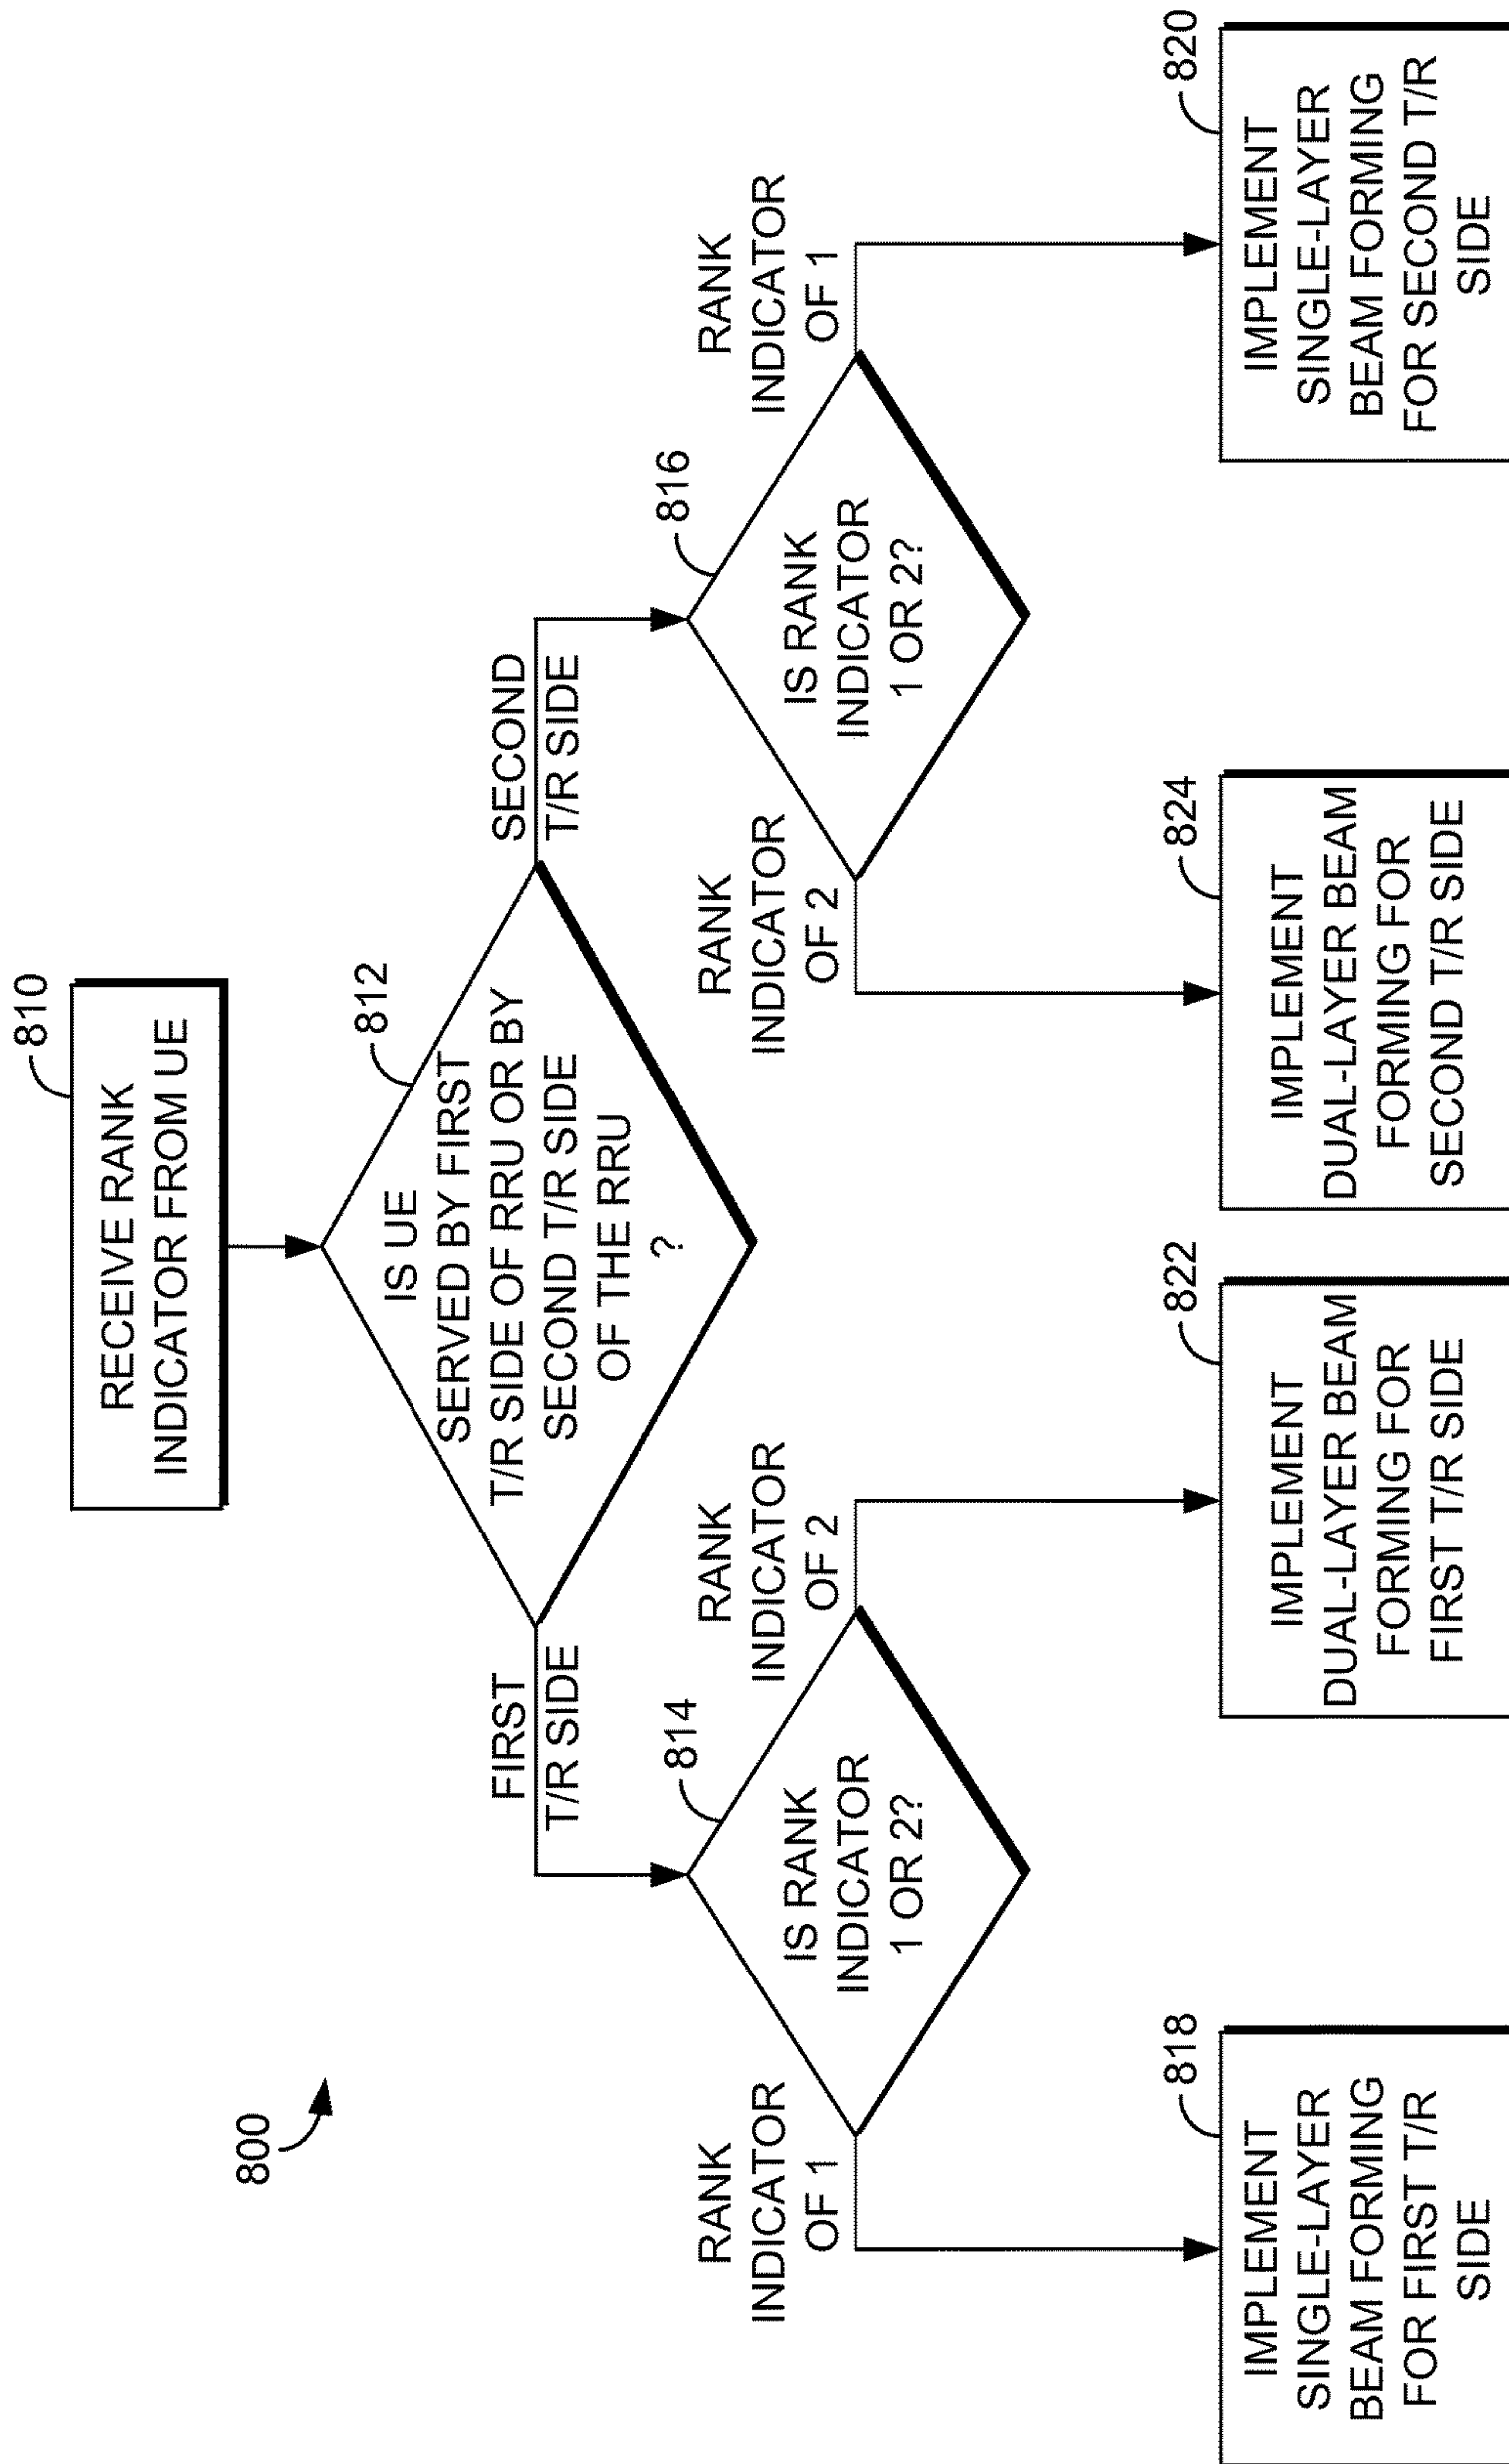 800
810
RECEIVE RANK
INDICATOR FROM UE
812
IS UE
SERVED BY FIRST
T/R SIDE OF RRU OR BY
SECOND T/R SIDE
OF THE RRU
?
FIRST
T/R SIDE
SECOND
T/R SIDE
814
IS RANK
INDICATOR
1 OR 2?
816
IS RANK
INDICATOR
1 OR 2?
RANK
INDICATOR
OF 1
RANK
INDICATOR
OF 2
RANK
INDICATOR
OF 2
RANK
INDICATOR
OF 1
818
IMPLEMENT
SINGLE-LAYER
BEAM FORMING
FOR FIRST T/R
SIDE
822
IMPLEMENT
DUAL-LAYER BEAM
FORMING FOR
FIRST T/R SIDE
824
IMPLEMENT
DUAL-LAYER BEAM
FORMING FOR
SECOND T/R SIDE
820
IMPLEMENT
SINGLE-LAYER
BEAM FORMING
FOR SECOND T/R
SIDE